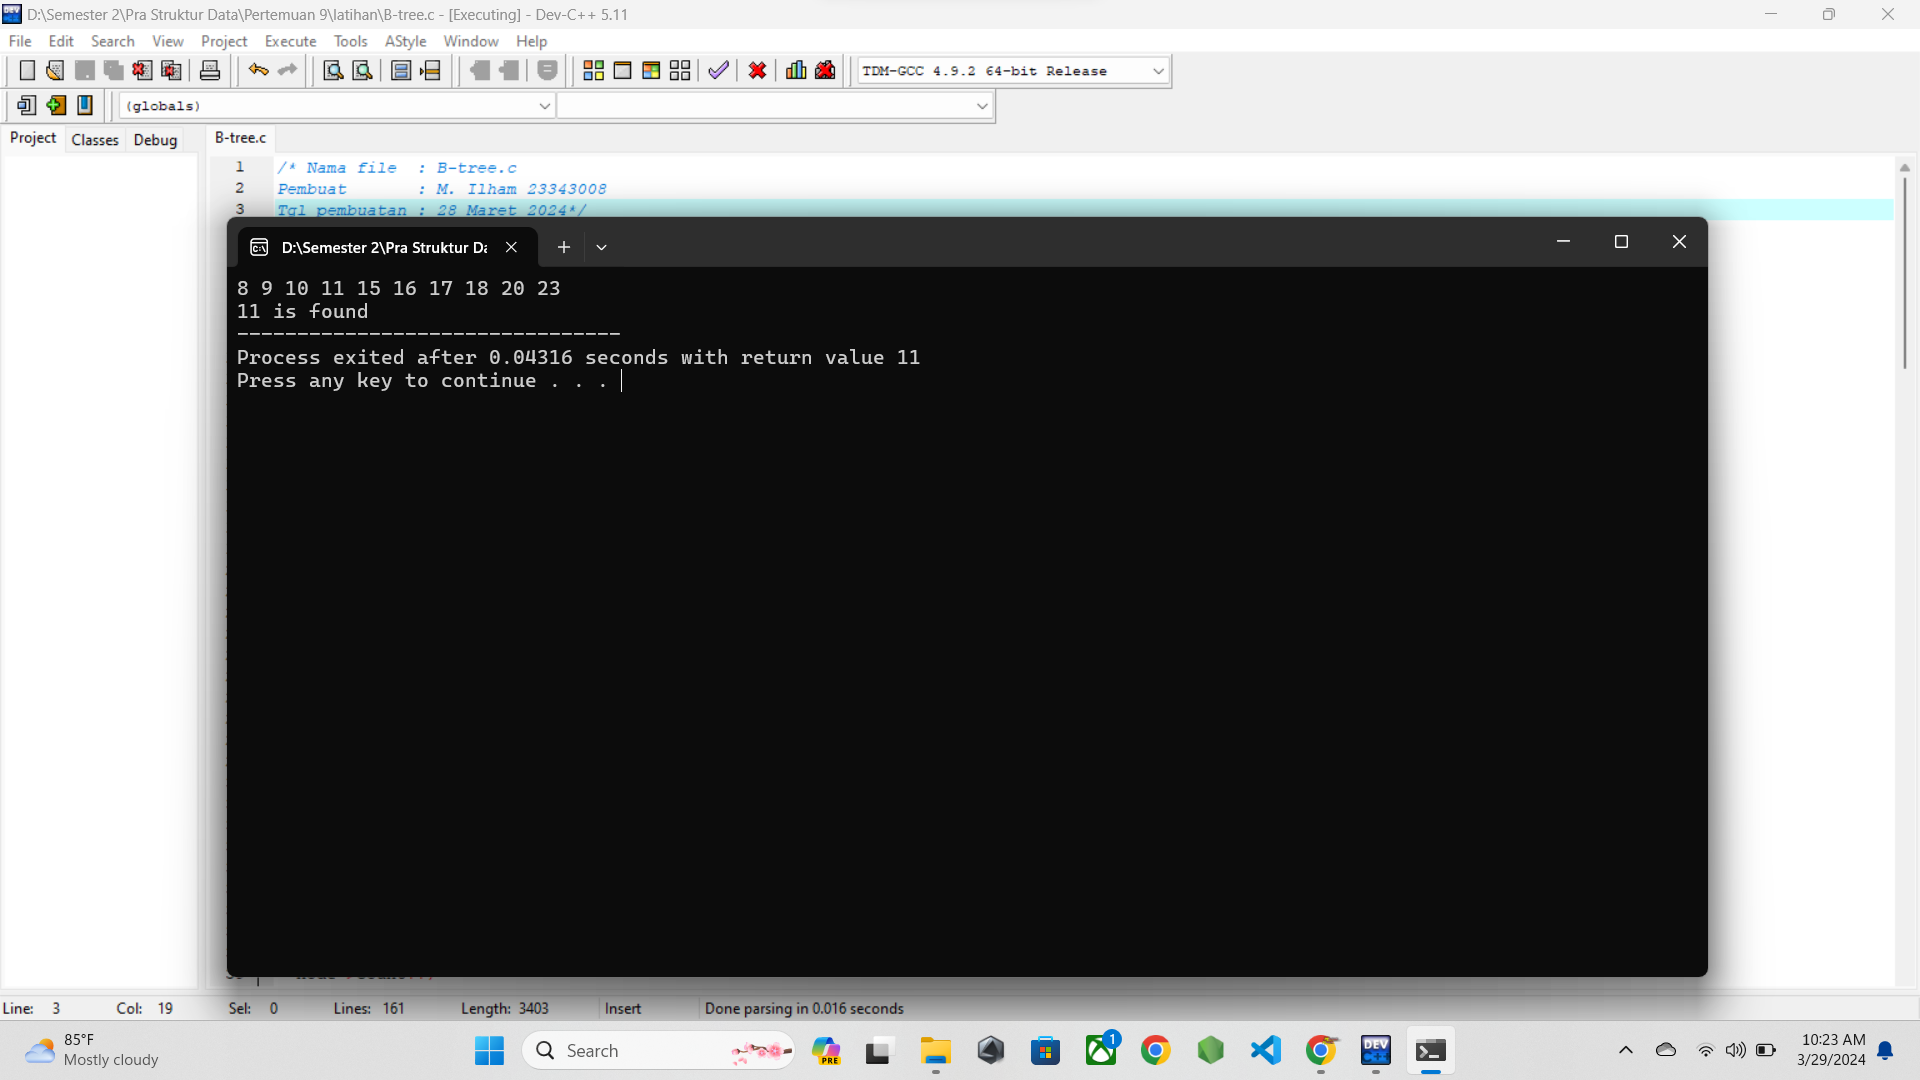 D:\Semester 2\Pra Struktur Data\Pertemuan 9\latihan\B-tree.c - [Executing] - Dev-C++ 5.11
File Edit Search View Project Execute Tools AStyle Window Help
TDM-GCC 4.9.2 64-bit Release
(globals)
Project Classes Debug B-tree.c
1 /* Nama file : B-tree.c
2 Pembuat : M. Ilham 23343008
3 Tgl pembuatan : 28 Maret 2024*/
D:\Semester 2\Pra Struktur Da
8 9 10 11 15 16 17 18 20 23
11 is found
--------------------------------
Process exited after 0.04316 seconds with return value 11
Press any key to continue . . .
Line: 3 Col: 19 Sel: 0 Lines: 161 Length: 3403 Insert Done parsing in 0.016 seconds
85°F
Mostly cloudy
Search
PRE
1
DEV
C++
10:23 AM
3/29/2024